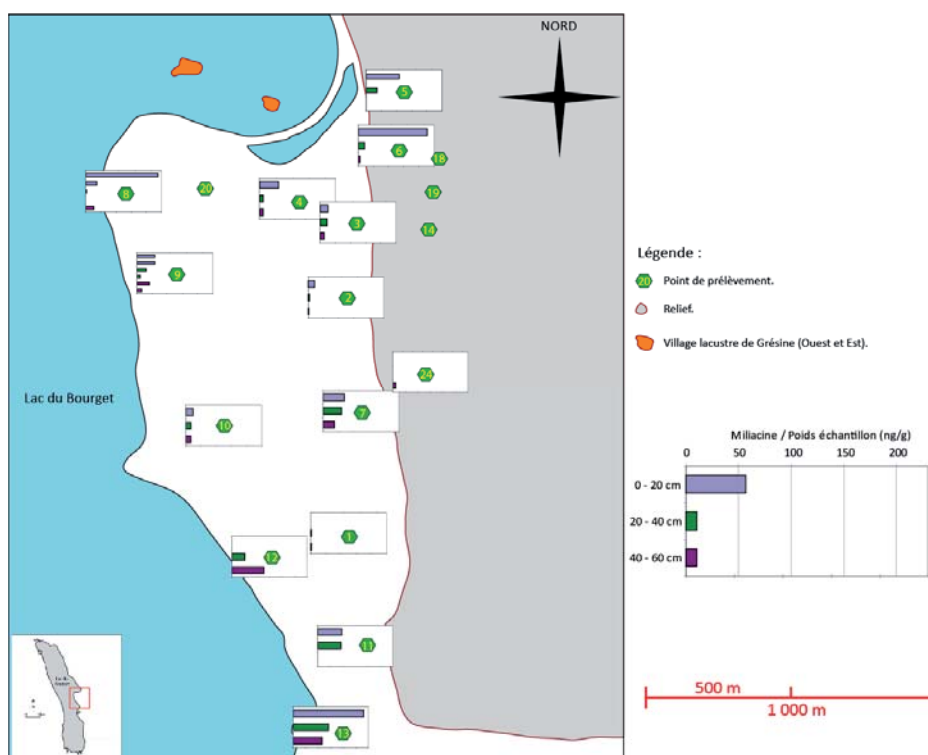 NORD
5
6
18
8
20
4
19
3
14
9
2
Légende :
20 Point de prélèvement.
Relief.
Village lacustre de Grésine (Ouest et Est).
24
Lac du Bourget
7
10
Miliacine / Poids échantillon (ng/g)
0 50 100 150 200
0 - 20 cm
20 - 40 cm
40 - 60 cm
1
12
11
13
500 m
1 000 m